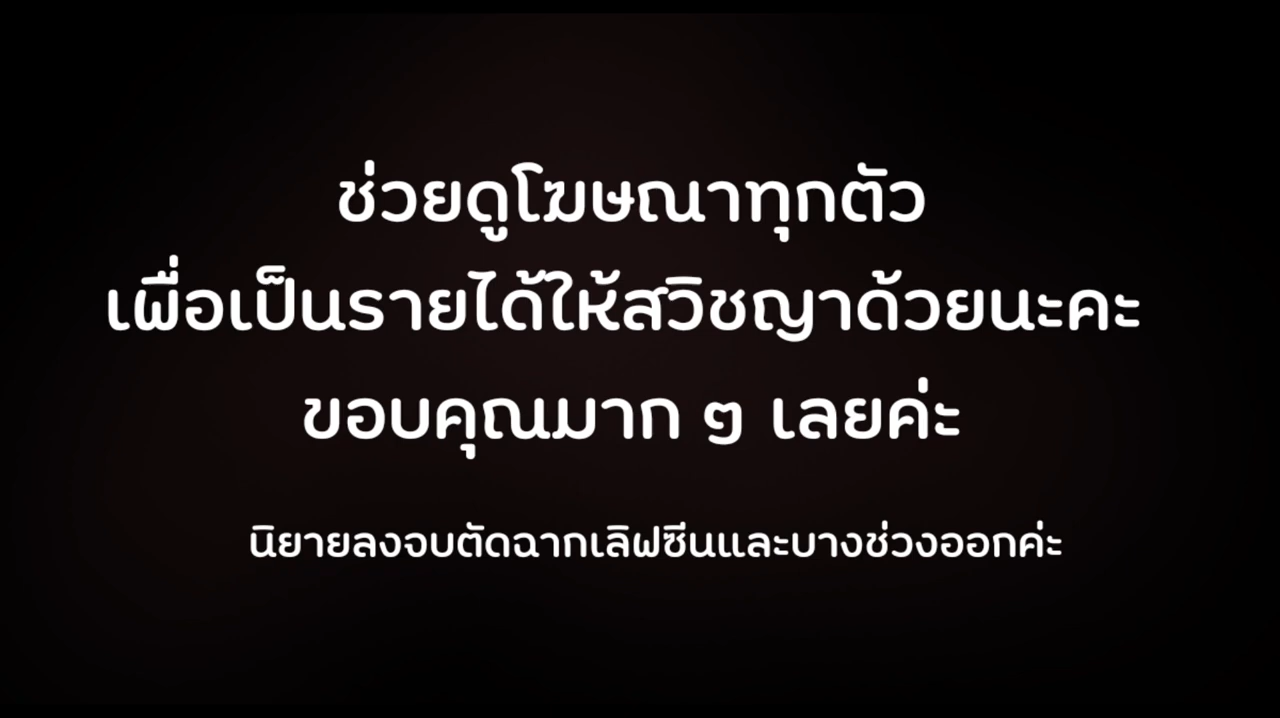 ช่วยดูโฆษณาทุกตัว
เพื่อเป็นรายได้ให้สวิชญาด้วยนะคะ
ขอบคุณมาก ๆ เลยค่ะ
นิยายลงจบตัดฉากเลิฟซีนและบางช่วงออกค่ะ